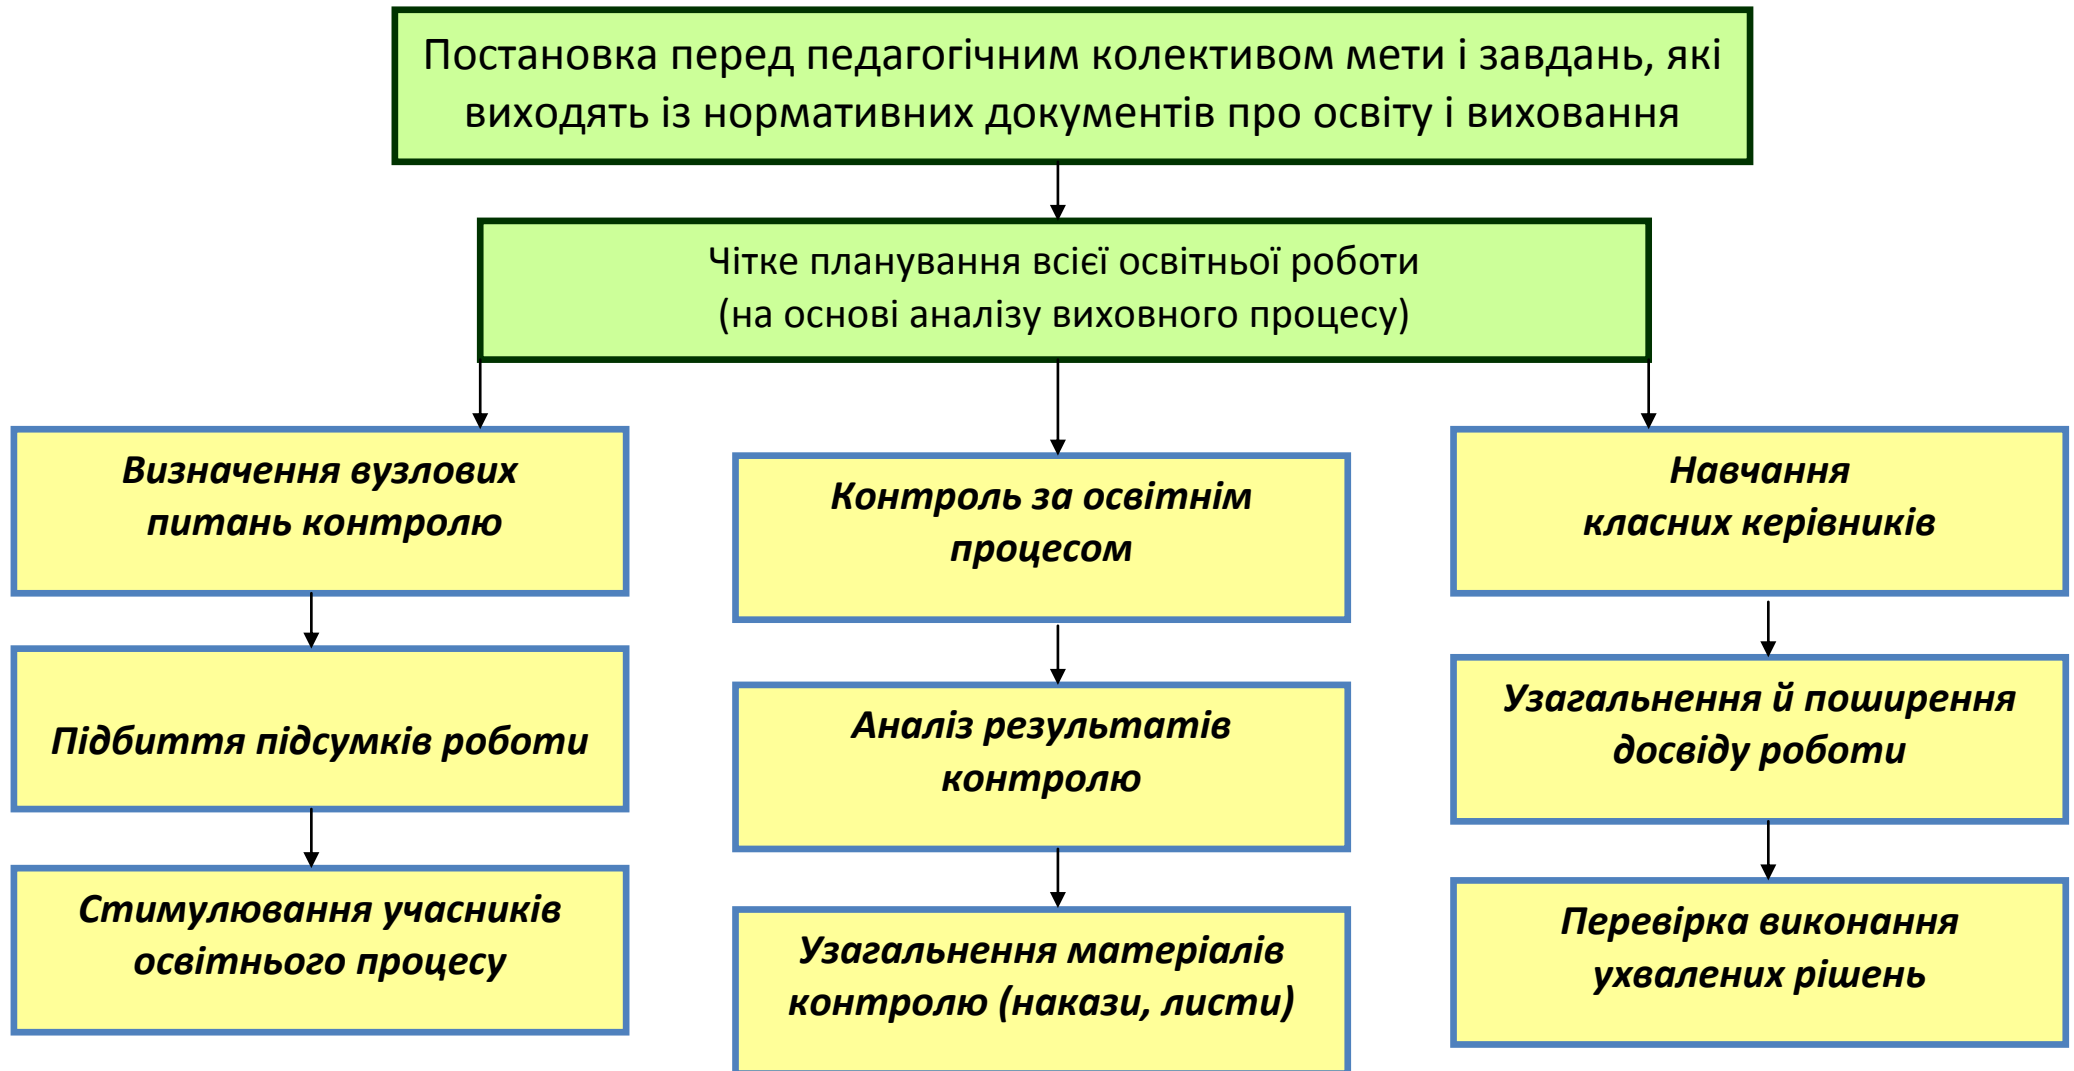 Постановка перед педагогічним колективом мети і завдань, які
виходять із нормативних документів про освіту і виховання
Чітке планування всієї освітньої роботи
(на основі аналізу виховного процесу)
Визначення вузлових
питань контролю
Підбиття підсумків роботи
Стимулювання учасників
освітнього процесу
Контроль за освітнім
процесом
Аналіз результатів
контролю
Узагальнення матеріалів
контролю (накази, листи)
Навчання
класних керівників
Узагальнення й поширення
досвіду роботи
Перевірка виконання
ухвалених рішень